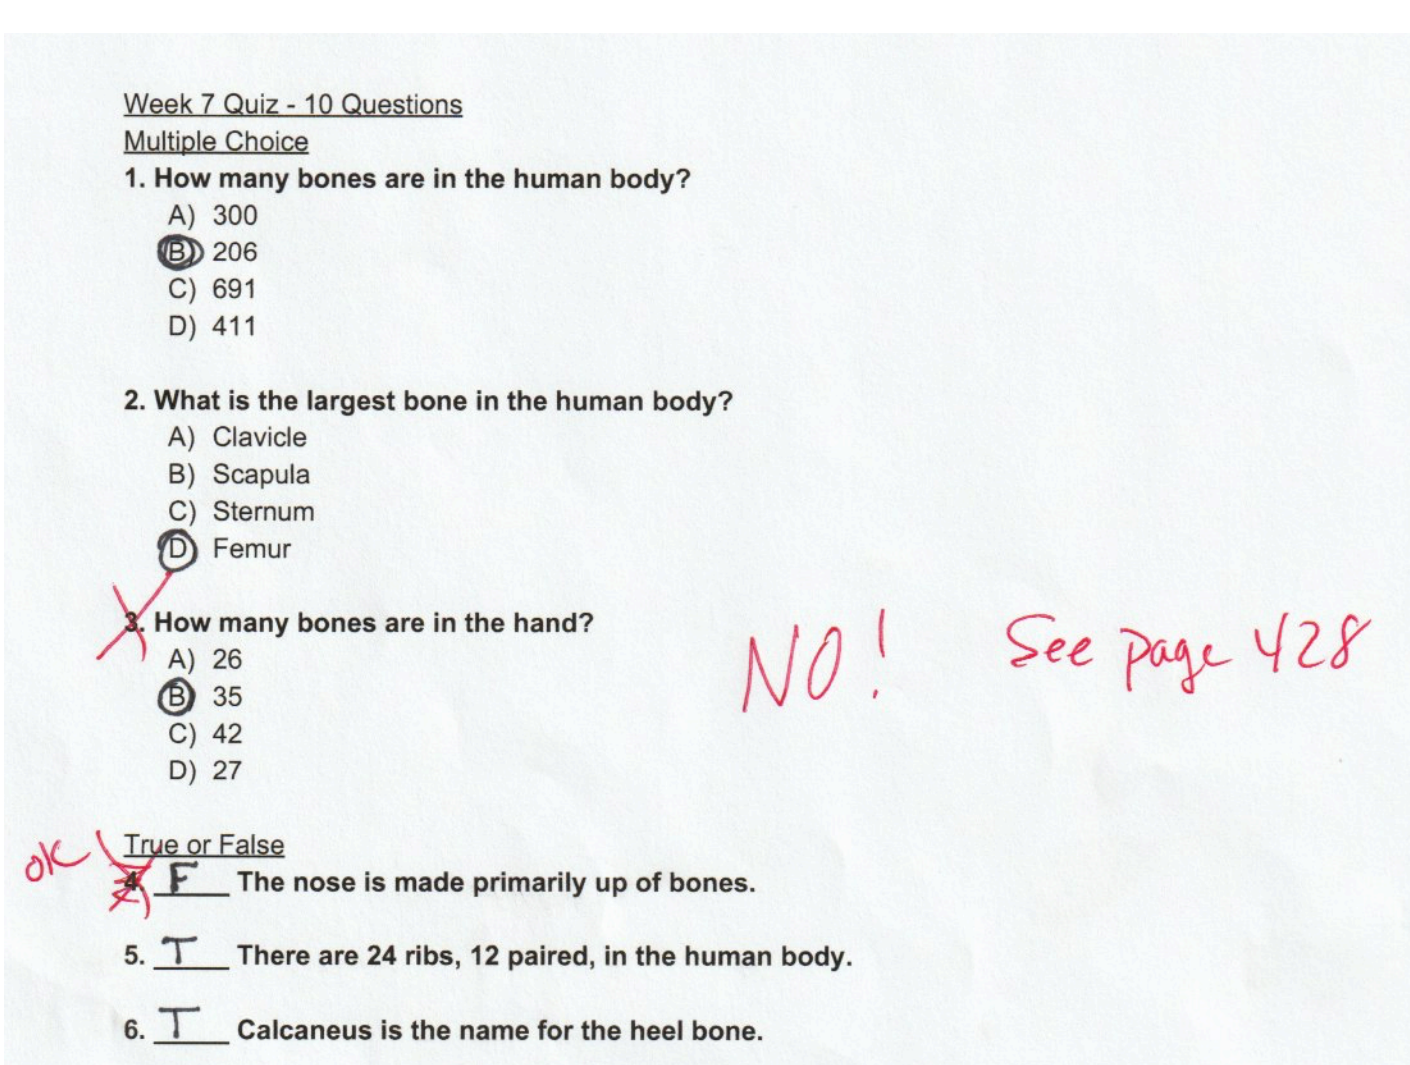 Week 7 Quiz - 10 Questions
Multiple Choice
1. How many bones are in the human body?
A) 300
B) 206
C) 691
D) 411
2. What is the largest bone in the human body?
A) Clavicle
B) Scapula
C) Sternum
D) Femur
3. How many bones are in the hand?
NO! See page 428
A) 26
B) 35
C) 42
D) 27
True or False
OK
4. F The nose is made primarily up of bones.
5. T There are 24 ribs, 12 paired, in the human body.
6. T Calcaneus is the name for the heel bone.